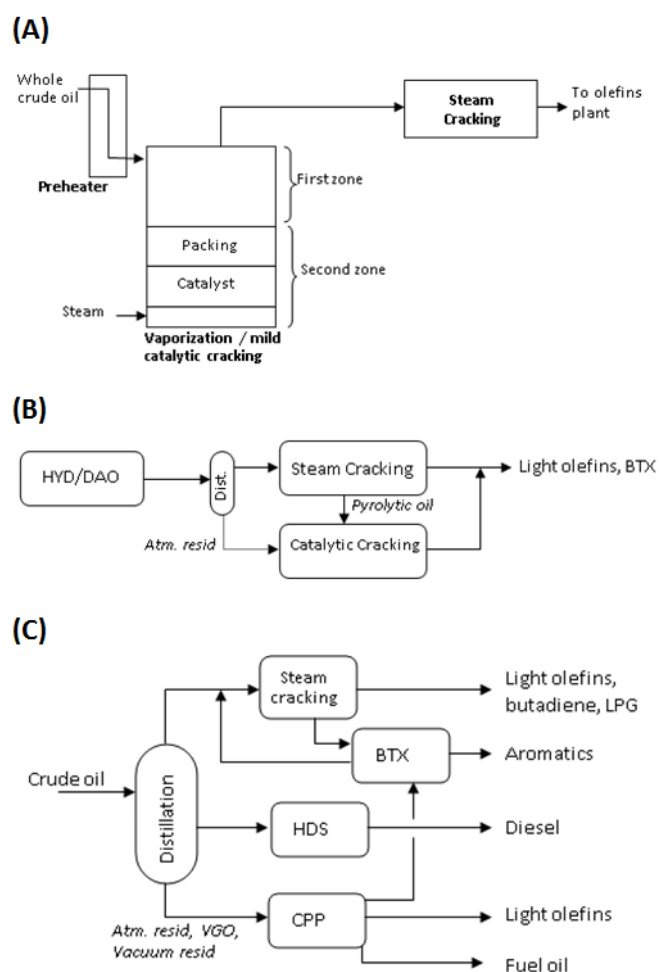 (A)
Whole
crude oil
Preheater
Steam
Cracking
To olefins
plant
First zone
Packing
Catalyst
Second zone
Steam
Vaporization / mild
catalytic cracking
(B)
HYD/DAO
Dist.
Steam Cracking
Light olefins, BTX
Pyrolytic oil
Atm. resid
Catalytic Cracking
(C)
Steam
cracking
Light olefins,
butadiene, LPG
BTX
Aromatics
Crude oil
Distillation
HDS
Diesel
CPP
Light olefins
Atm. resid, VGO,
Vacuum resid
Fuel oil